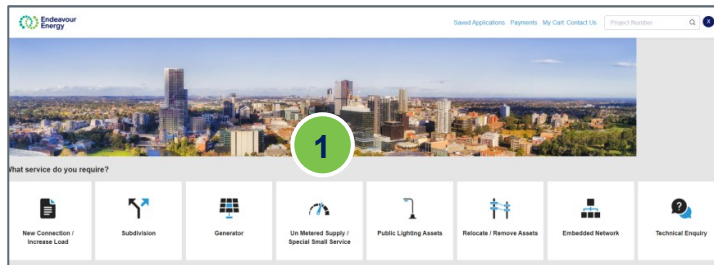 Endeavour
Energy
Saved Applications Payments My Cart Contact Us Project Number X
1
What service do you require?
New Connection /
Increase Load
Subdivision
Generator
Un Metered Supply /
Special Small Service
Public Lighting Assets
Relocate / Remove Assets
Embedded Network
Technical Enquiry